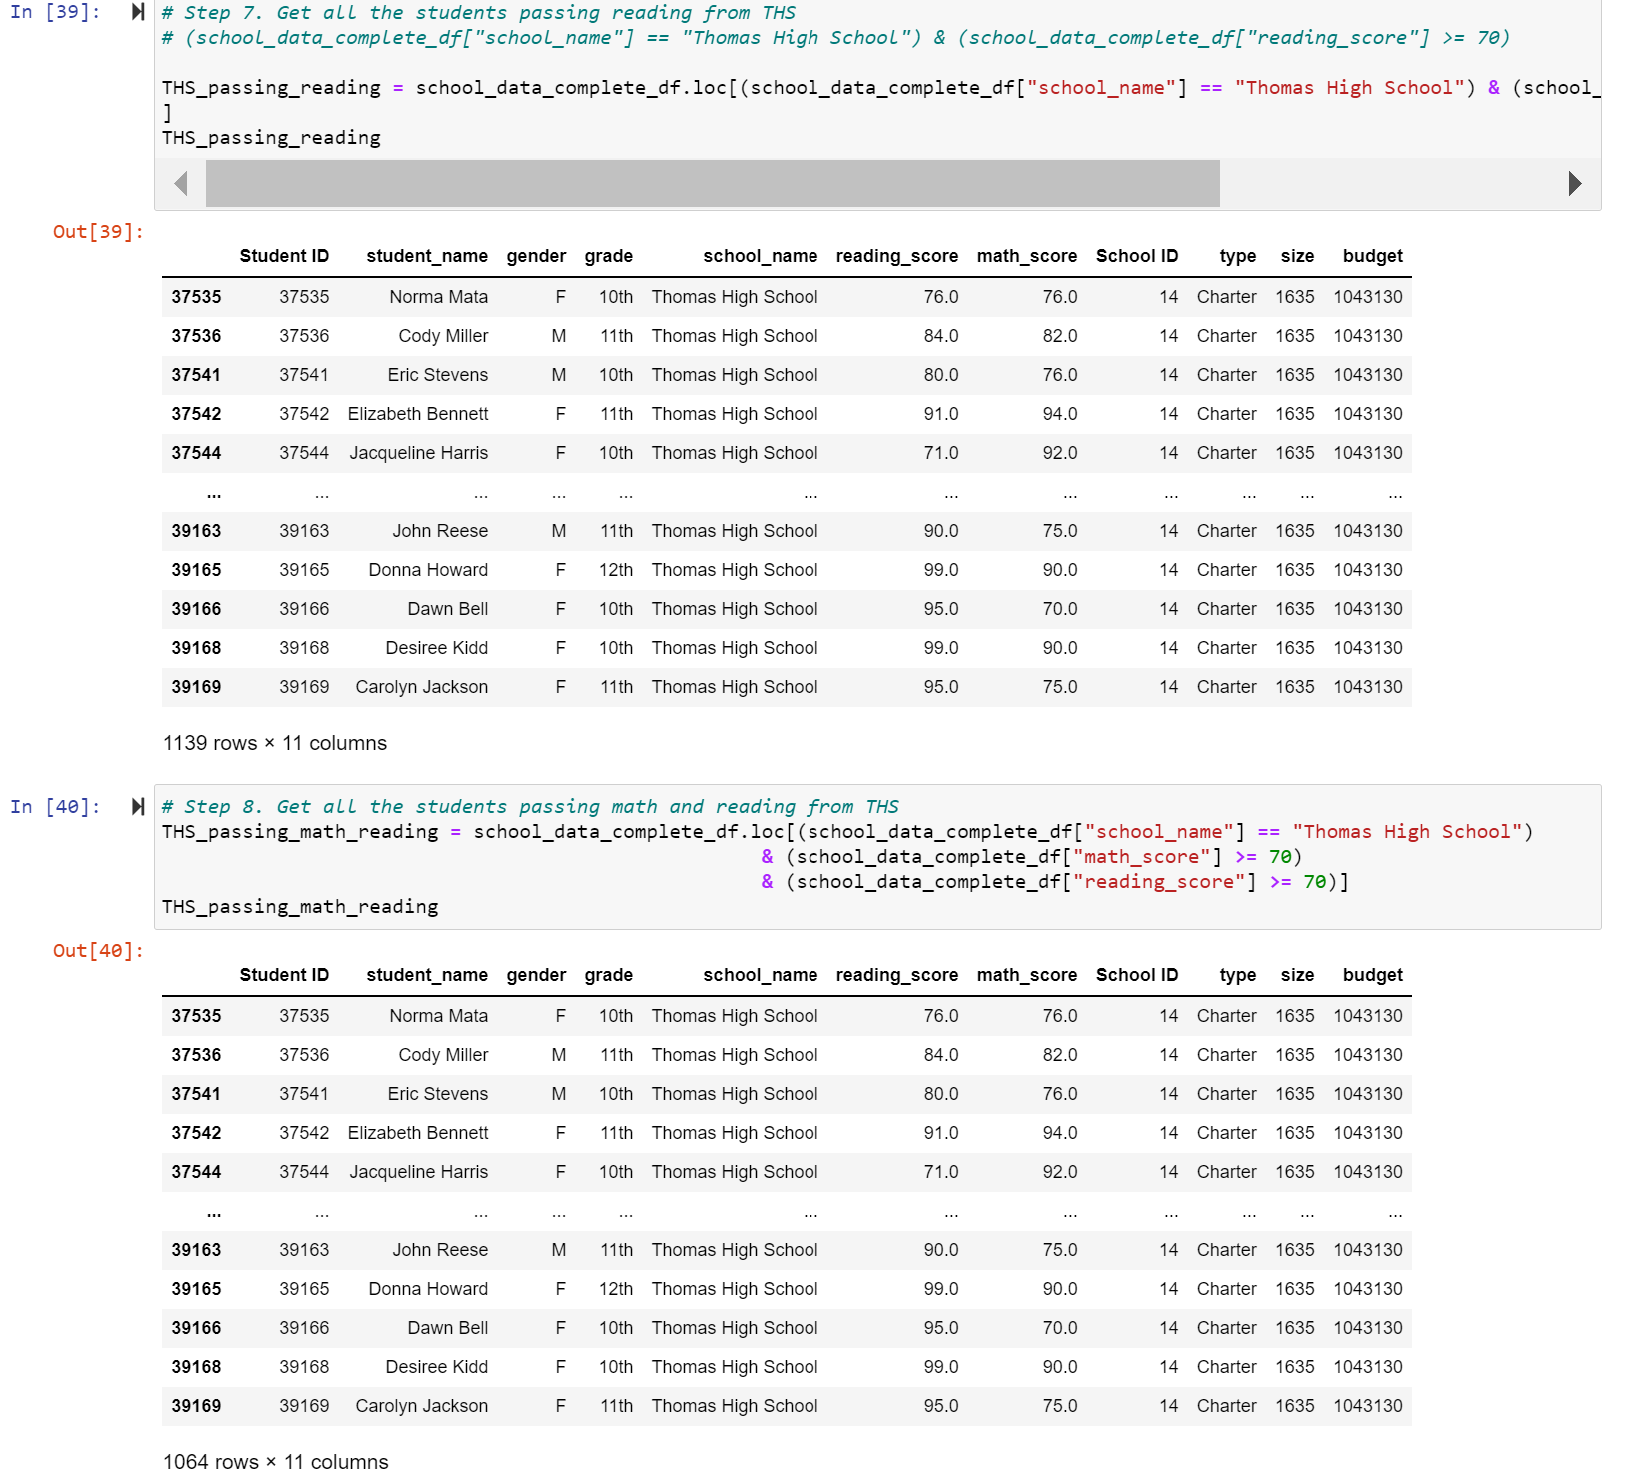 In [39]:
# Step 7. Get all the students passing reading from THS
# (school_data_complete_df["school_name"] == "Thomas High School") & (school_data_complete_df["reading_score"] >= 70)
THS_passing_reading = school_data_complete_df.loc[(school_data_complete_df["school_name"] == "Thomas High School") & (school_
]
THS_passing_reading
Out[39]:
Student ID student_name gender grade school_name reading_score math_score School ID type size budget
37535 37535 Norma Mata F 10th Thomas High School 76.0 76.0 14 Charter 1635 1043130
37536 37536 Cody Miller M 11th Thomas High School 84.0 82.0 14 Charter 1635 1043130
37541 37541 Eric Stevens M 10th Thomas High School 80.0 76.0 14 Charter 1635 1043130
37542 37542 Elizabeth Bennett F 11th Thomas High School 91.0 94.0 14 Charter 1635 1043130
37544 37544 Jacqueline Harris F 10th Thomas High School 71.0 92.0 14 Charter 1635 1043130
... ... ... ... ... ... ... ... ... ... ... ...
39163 39163 John Reese M 11th Thomas High School 90.0 75.0 14 Charter 1635 1043130
39165 39165 Donna Howard F 12th Thomas High School 99.0 90.0 14 Charter 1635 1043130
39166 39166 Dawn Bell F 10th Thomas High School 95.0 70.0 14 Charter 1635 1043130
39168 39168 Desiree Kidd F 10th Thomas High School 99.0 90.0 14 Charter 1635 1043130
39169 39169 Carolyn Jackson F 11th Thomas High School 95.0 75.0 14 Charter 1635 1043130
1139 rows × 11 columns
In [40]:
# Step 8. Get all the students passing math and reading from THS
THS_passing_math_reading = school_data_complete_df.loc[(school_data_complete_df["school_name"] == "Thomas High School")
& (school_data_complete_df["math_score"] >= 70)
& (school_data_complete_df["reading_score"] >= 70)]
THS_passing_math_reading
Out[40]:
Student ID student_name gender grade school_name reading_score math_score School ID type size budget
37535 37535 Norma Mata F 10th Thomas High School 76.0 76.0 14 Charter 1635 1043130
37536 37536 Cody Miller M 11th Thomas High School 84.0 82.0 14 Charter 1635 1043130
37541 37541 Eric Stevens M 10th Thomas High School 80.0 76.0 14 Charter 1635 1043130
37542 37542 Elizabeth Bennett F 11th Thomas High School 91.0 94.0 14 Charter 1635 1043130
37544 37544 Jacqueline Harris F 10th Thomas High School 71.0 92.0 14 Charter 1635 1043130
... ... ... ... ... ... ... ... ... ... ... ...
39163 39163 John Reese M 11th Thomas High School 90.0 75.0 14 Charter 1635 1043130
39165 39165 Donna Howard F 12th Thomas High School 99.0 90.0 14 Charter 1635 1043130
39166 39166 Dawn Bell F 10th Thomas High School 95.0 70.0 14 Charter 1635 1043130
39168 39168 Desiree Kidd F 10th Thomas High School 99.0 90.0 14 Charter 1635 1043130
39169 39169 Carolyn Jackson F 11th Thomas High School 95.0 75.0 14 Charter 1635 1043130
1064 rows × 11 columns